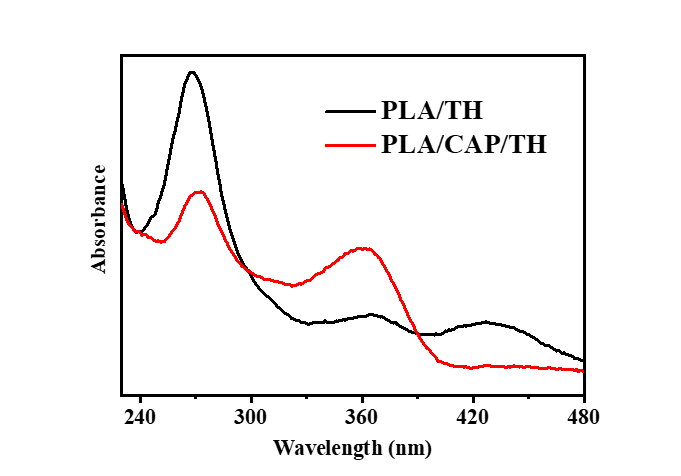 PLA/TH
PLA/CAP/TH
Absorbance
240 300 360 420 480
Wavelength (nm)